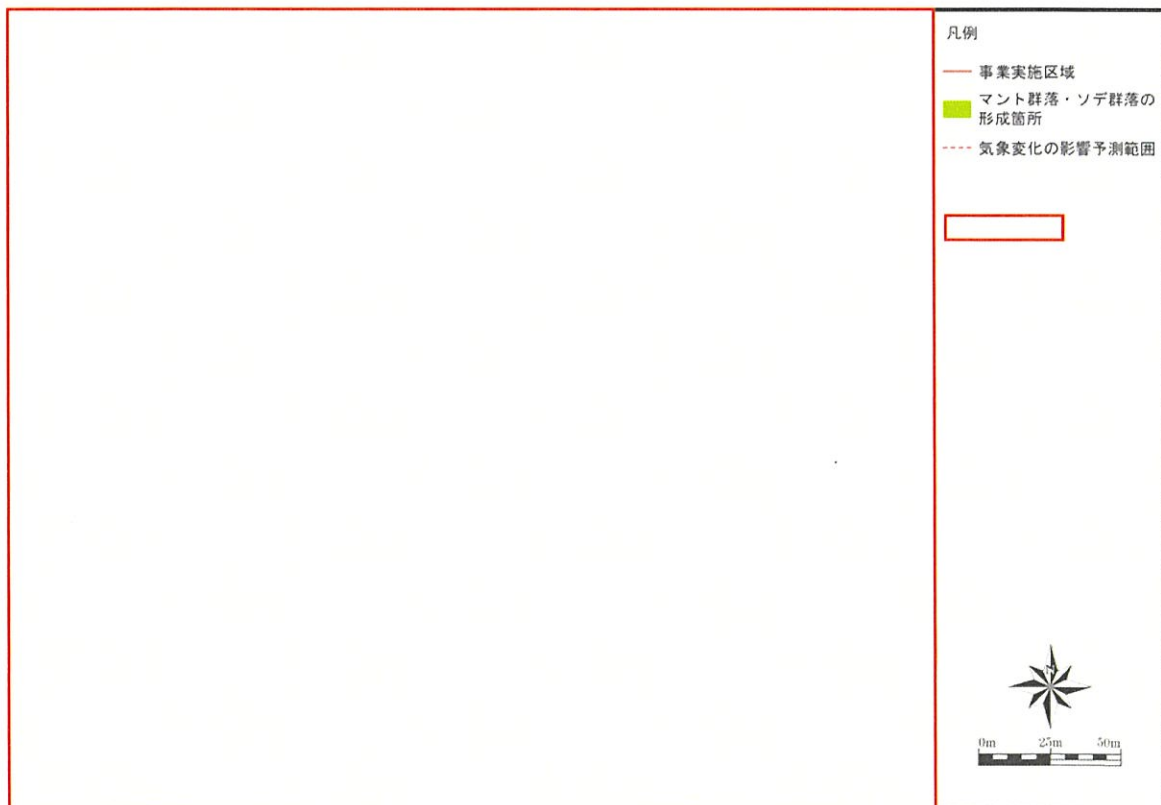 凡例
事業実施区域
マント群落・ソデ群落の
形成箇所
気象変化の影響予測範囲
N
0m 25m 50m